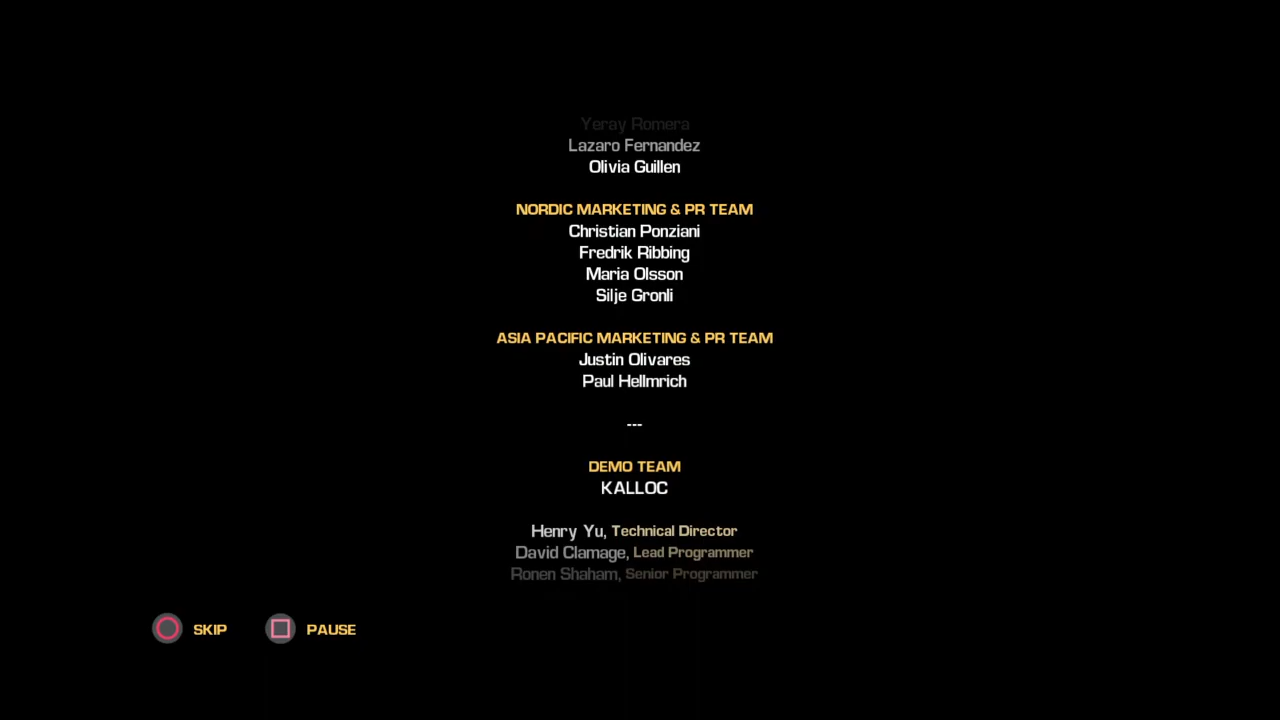 Yeray Romera
Lazaro Fernandez
Olivia Guillen
NORDIC MARKETING & PR TEAM
Christian Ponziani
Fredrik Ribbing
Maria Olsson
Silje Gronli
ASIA PACIFIC MARKETING & PR TEAM
Justin Olivares
Paul Hellmrich
---
DEMO TEAM
KALLOC
Henry Yu, Technical Director
David Clamage, Lead Programmer
Ronen Shaham, Senior Programmer
SKIP PAUSE